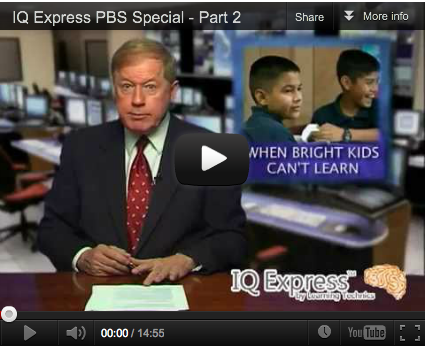 IQ Express PBS Special - Part 2
Share
More info
WHEN BRIGHT KIDS
CAN'T LEARN
IQ Express™
by Learning Technics
00:00 / 14:55
YouTube